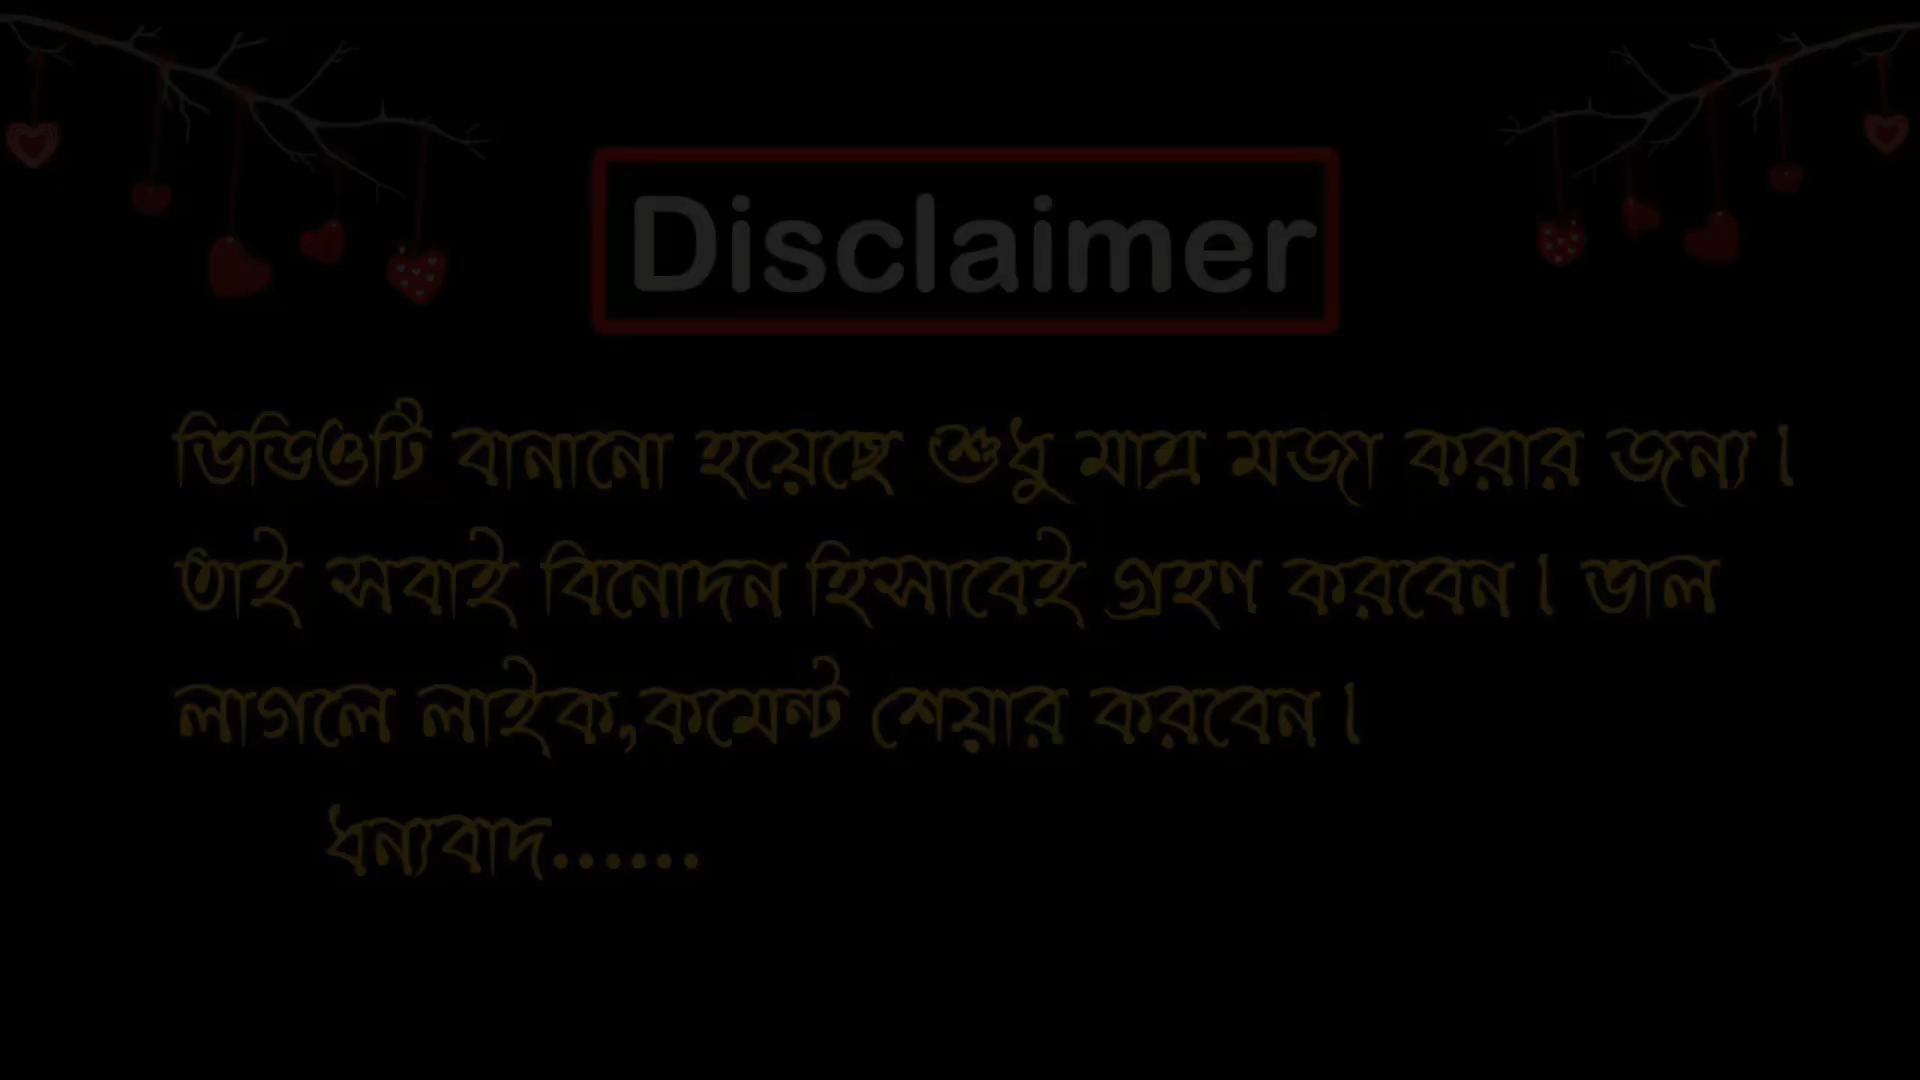 Disclaimer
ভিডিওটি বানানো হয়েছে শুধু মাত্র মজা করার জন্য।
তাই সবাই বিনোদন হিসাবেই গ্রহণ করবেন। ভাল
লাগলে লাইক,কমেন্ট শেয়ার করবেন।
ধন্যবাদ......